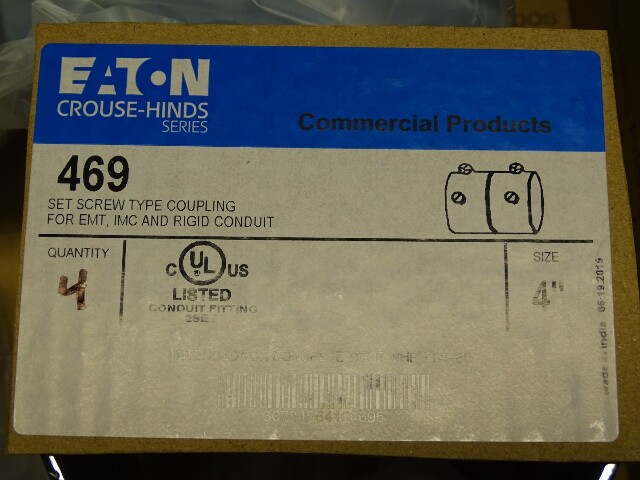 EATON
CROUSE-HINDS
SERIES
Commercial Products
469
SET SCREW TYPE COUPLING
FOR EMT, IMC AND RIGID CONDUIT
QUANTITY
4
C UL US
®
LISTED
CONDUIT FITTING
SIZE
4"
Made in India 06.19.2019